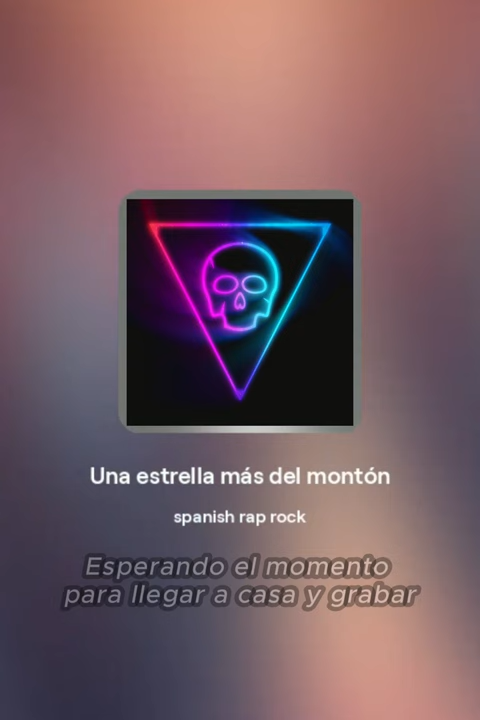 Una estrella más del montón
spanish rap rock
Esperando el momento
para llegar a casa y grabar